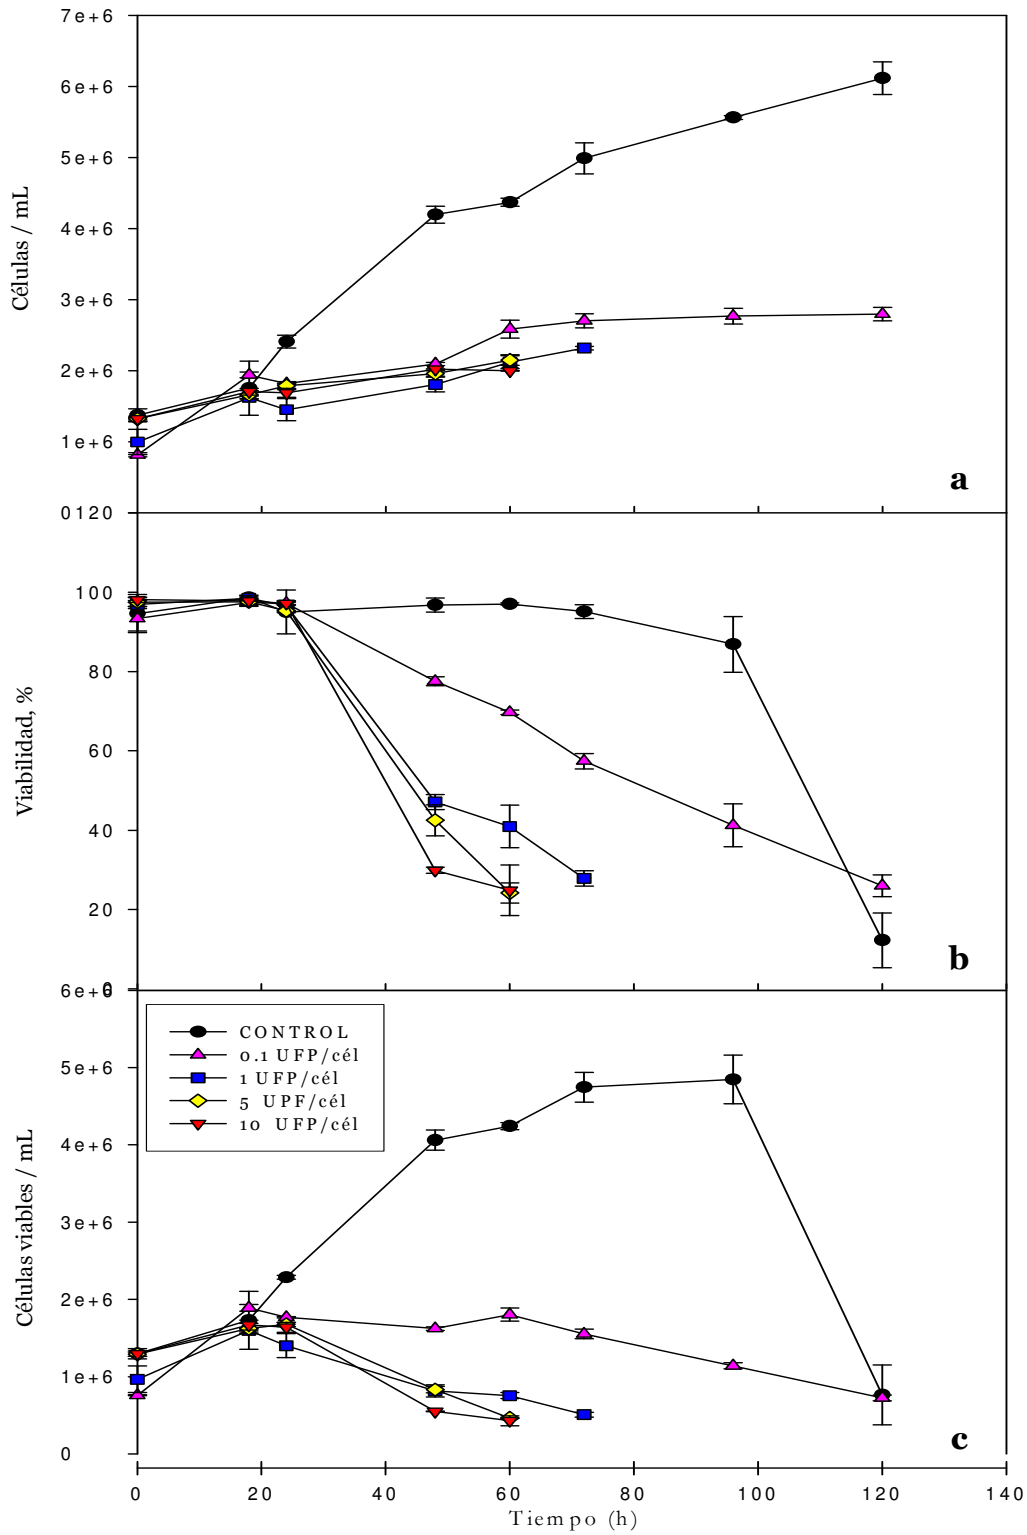 7e+6
6e+6
5e+6
4e+6
3e+6
2e+6
1e+6
0
Células / mL
a
120
100
80
60
40
20
0
Viabilidad, %
b
6e+6
5e+6
4e+6
3e+6
2e+6
1e+6
0
Células viables / mL
CONTROL
0.1 UFP/cél
1 UFP/cél
5 UPF/cél
10 UFP/cél
c
0 20 40 60 80 100 120 140
Tiempo (h)